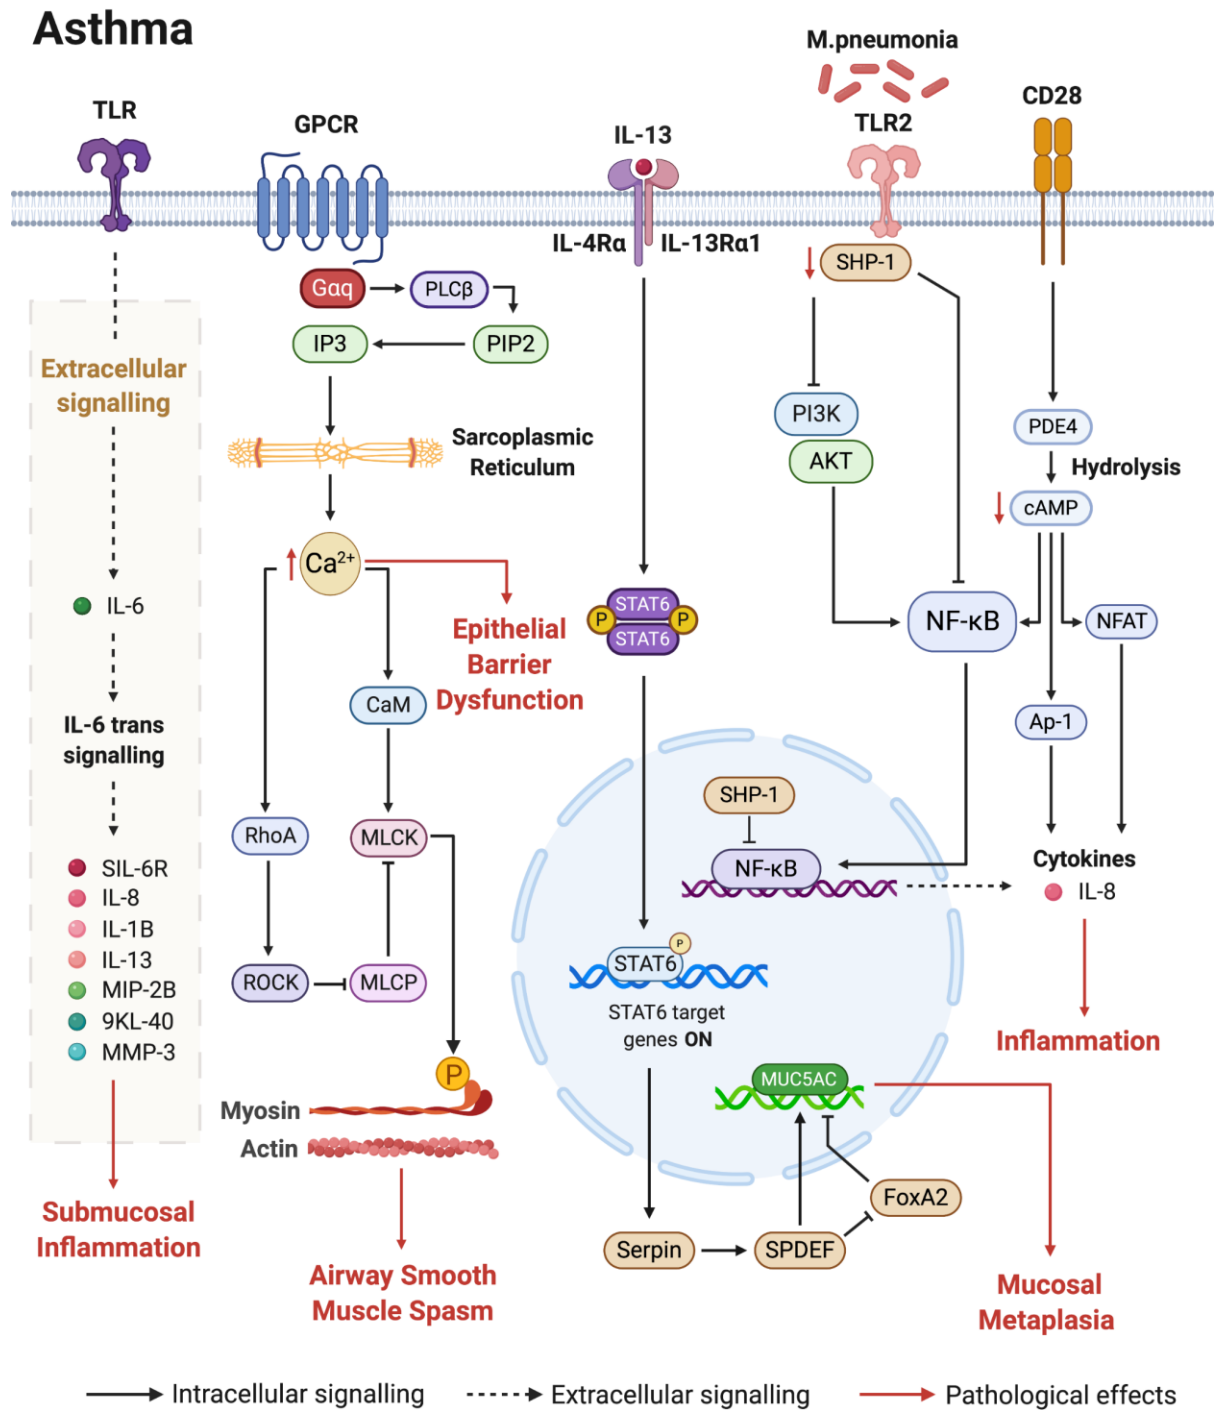 Asthma
M.pneumonia
TLR
GPCR
IL-13
TLR2
CD28
IL-4Rα
IL-13Rα1
SHP-1
Gαq
PLCβ
IP3
PIP2
Extracellular
signalling
Sarcoplasmic
Reticulum
PI3K
AKT
PDE4
Hydrolysis
cAMP
Ca2+
IL-6
Epithelial
Barrier
Dysfunction
P
STAT6
P
STAT6
NF-κB
NFAT
CaM
Ap-1
IL-6 trans
signalling
SHP-1
RhoA
MLCK
NF-κB
Cytokines
IL-8
SIL-6R
IL-8
IL-1B
IL-13
MIP-2B
9KL-40
MMP-3
ROCK
MLCP
P
STAT6
STAT6 target
genes ON
Inflammation
P
Myosin
Actin
MUC5AC
FoxA2
Submucosal
Inflammation
Serpin
SPDEF
Airway Smooth
Muscle Spasm
Mucosal
Metaplasia
Intracellular signalling
Extracellular signalling
Pathological effects